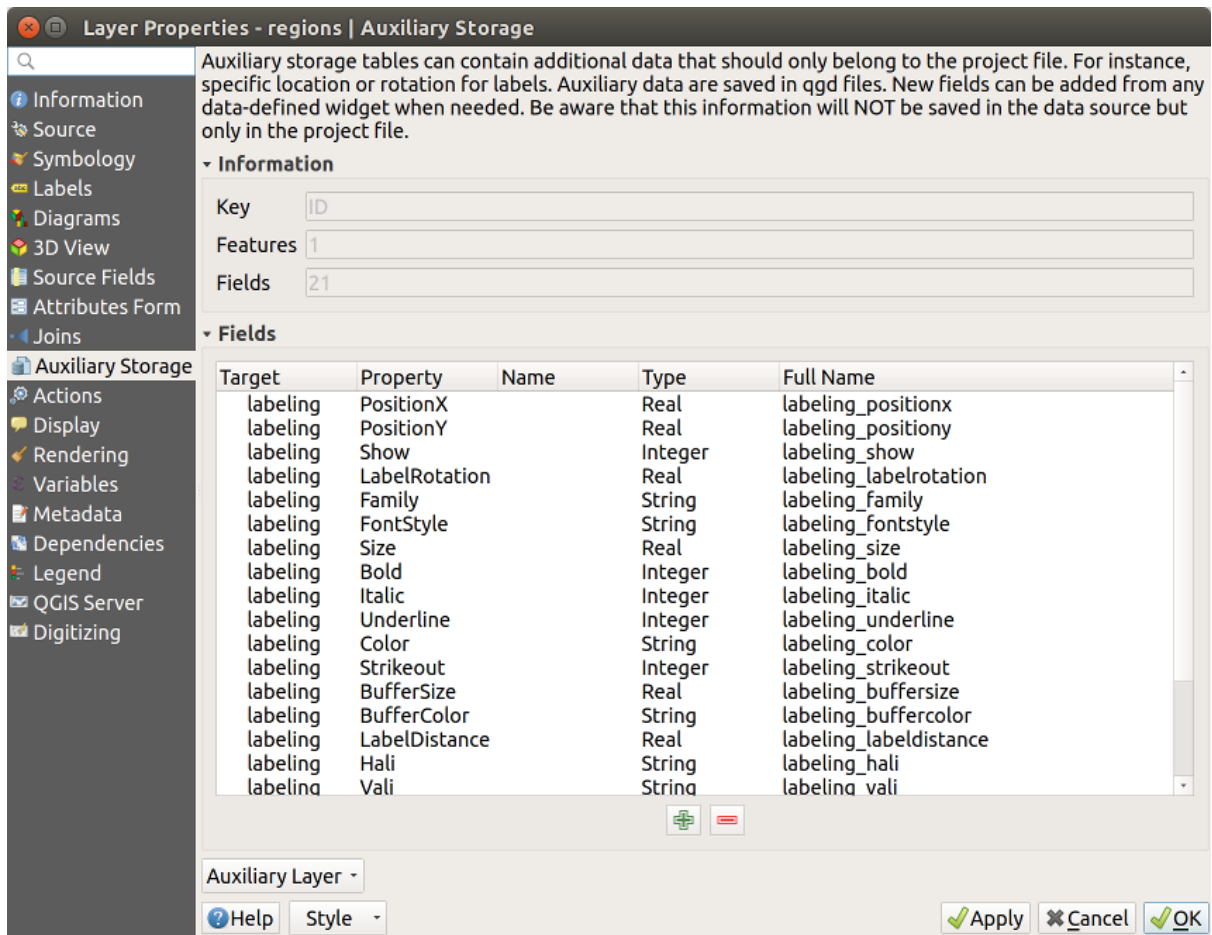 Layer Properties - regions | Auxiliary Storage
Information
Source
Symbology
Labels
Diagrams
3D View
Source Fields
Attributes Form
Joins
Auxiliary Storage
Actions
Display
Rendering
Variables
Metadata
Dependencies
Legend
QGIS Server
Digitizing
Auxiliary storage tables can contain additional data that should only belong to the project file. For instance,
specific location or rotation for labels. Auxiliary data are saved in qgd files. New fields can be added from any
data-defined widget when needed. Be aware that this information will NOT be saved in the data source but
only in the project file.
Information
Key ID
Features 1
Fields 21
Fields
Target Property Name Type Full Name
labeling PositionX Real labeling_positionx
labeling PositionY Real labeling_positiony
labeling Show Integer labeling_show
labeling LabelRotation Real labeling_labelrotation
labeling Family String labeling_family
labeling FontStyle String labeling_fontstyle
labeling Size Real labeling_size
labeling Bold Integer labeling_bold
labeling Italic Integer labeling_italic
labeling Underline Integer labeling_underline
labeling Color String labeling_color
labeling Strikeout Integer labeling_strikeout
labeling BufferSize Real labeling_buffersize
labeling BufferColor String labeling_buffercolor
labeling LabelDistance Real labeling_labeldistance
labeling Hali String labeling_hali
labeling Vali String labeling_vali
Auxiliary Layer
Help Style Apply Cancel OK